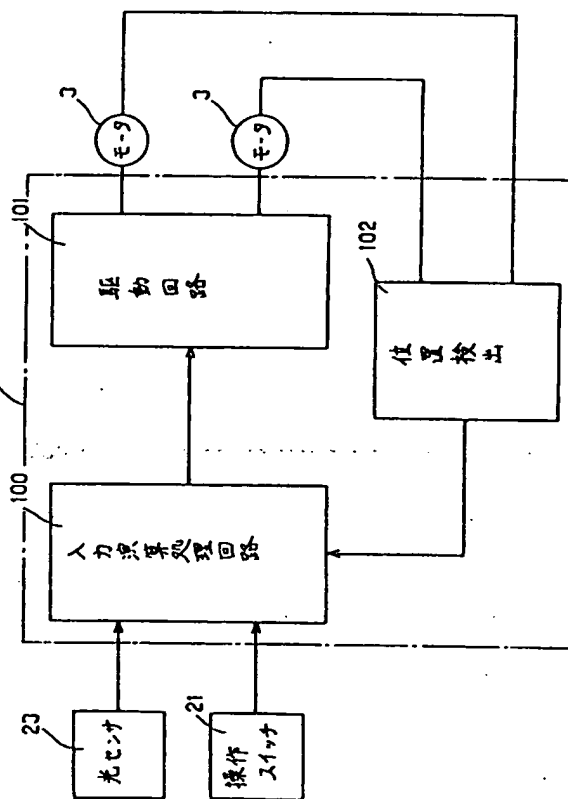 23
光センサ
21
操作
スイッチ
100
入力演算処理回路
101
駆動回路
3
モータ
3
モータ
102
位置検出